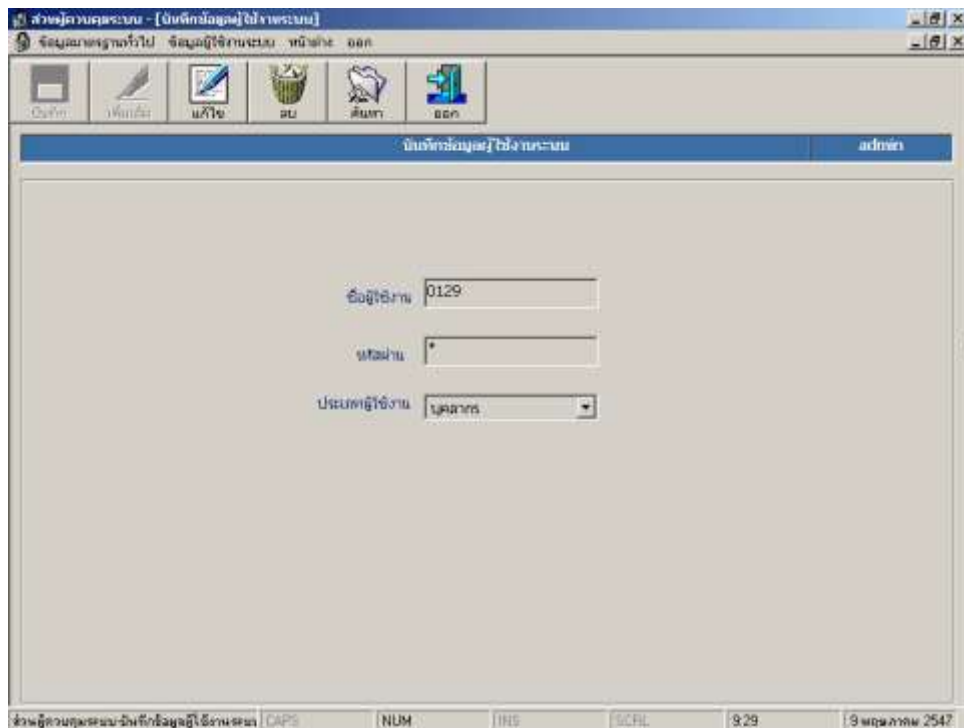 ส่วนผู้ควบคุมระบบ - [บันทึกข้อมูลผู้ใช้งานระบบ]
ข้อมูลมาตรฐานทั่วไป ข้อมูลผู้ใช้งานระบบ หน้าต่าง ออก
บันทึก เพิ่มเติม แก้ไข ลบ ค้นหา ออก
บันทึกข้อมูลผู้ใช้งานระบบ admin
ชื่อผู้ใช้งาน 0129
รหัสผ่าน *
ประเภทผู้ใช้งาน บุคลากร
ส่วนผู้ควบคุมระบบ-บันทึกข้อมูลผู้ใช้งานระบบ CAPS NUM INS SCRL 9:29 9 พฤษภาคม 2547